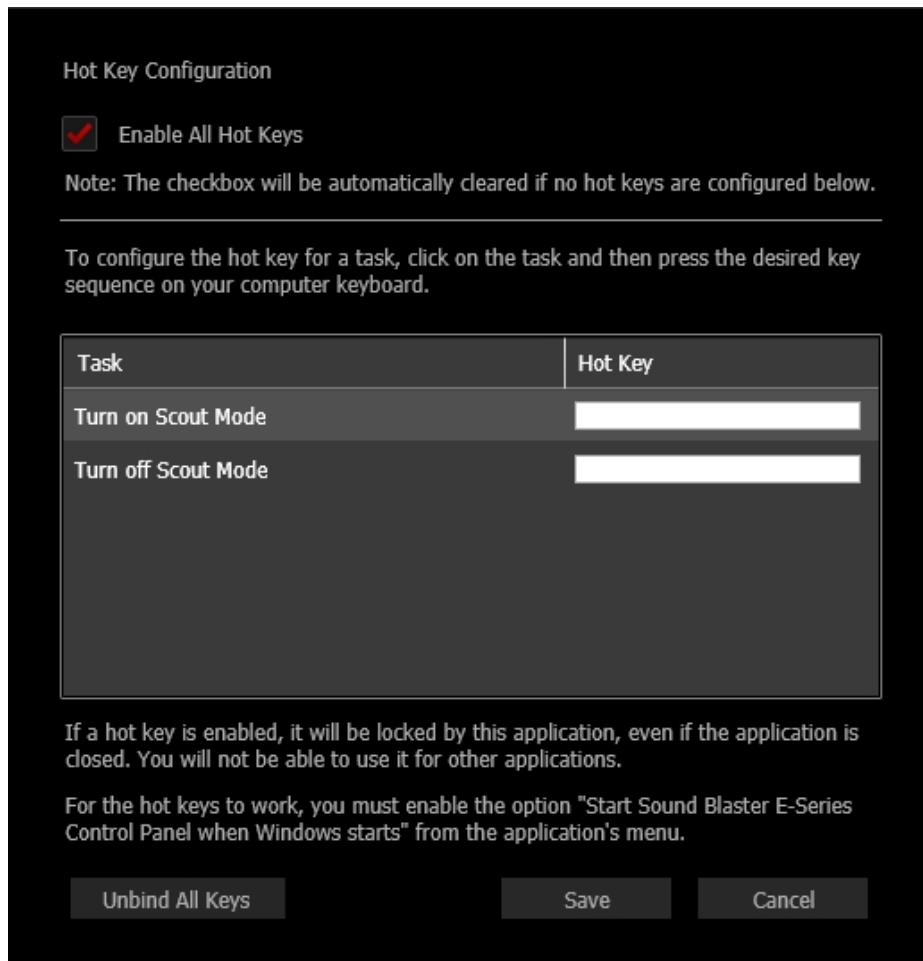 Hot Key Configuration
Enable All Hot Keys
Note: The checkbox will be automatically cleared if no hot keys are configured below.
To configure the hot key for a task, click on the task and then press the desired key
sequence on your computer keyboard.
Task Hot Key
Turn on Scout Mode
Turn off Scout Mode
If a hot key is enabled, it will be locked by this application, even if the application is
closed. You will not be able to use it for other applications.
For the hot keys to work, you must enable the option "Start Sound Blaster E-Series
Control Panel when Windows starts" from the application's menu.
Unbind All Keys Save Cancel